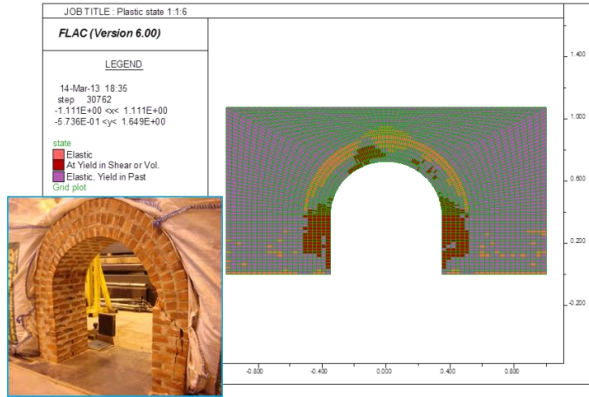 JOB TITLE : Plastic state 1:1:6
FLAC (Version 6.00)
LEGEND
14-Mar-13 18:35
step 30762
-1.111E+00 <x< 1.111E+00
-5.736E-01 <y< 1.649E+00
state
Elastic
At Yield in Shear or Vol.
Elastic, Yield in Past
Grid plot
1.400
1.000
0.600
0.200
-0.200
-0.800
-0.400
0.000
0.400
0.800